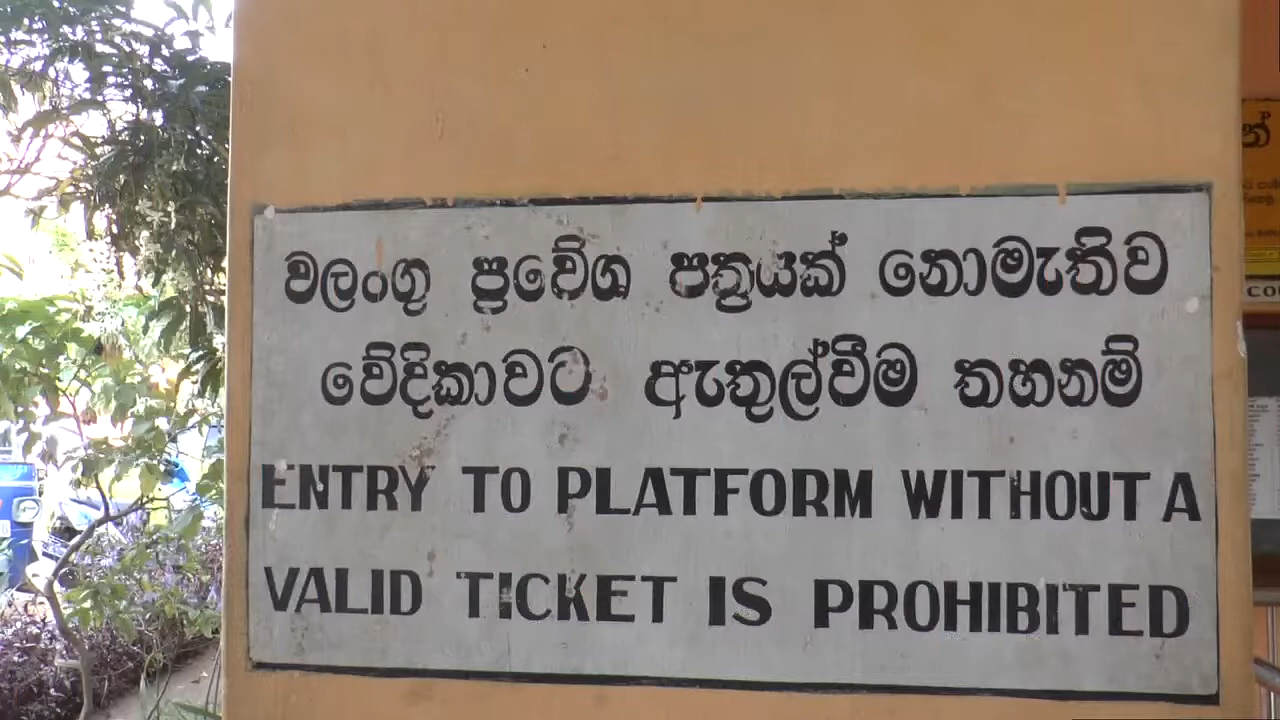 වලංගු ප්‍රවේශ පත්‍රයක් නොමැතිව
වේදිකාවට ඇතුල්වීම තහනම්
ENTRY TO PLATFORM WITHOUT A
VALID TICKET IS PROHIBITED